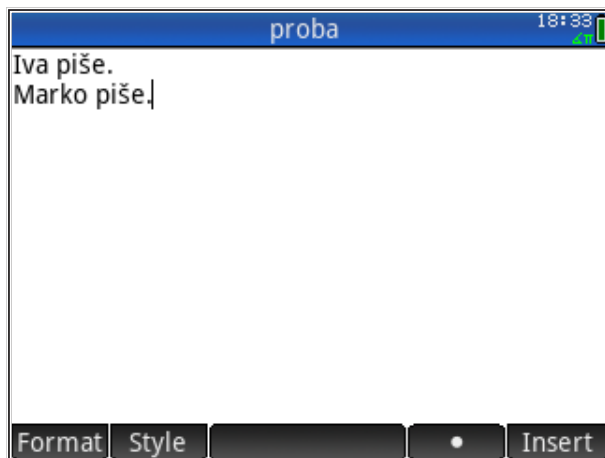 proba
18:33
∡π
Iva piše.
Marko piše.
Format Style • Insert